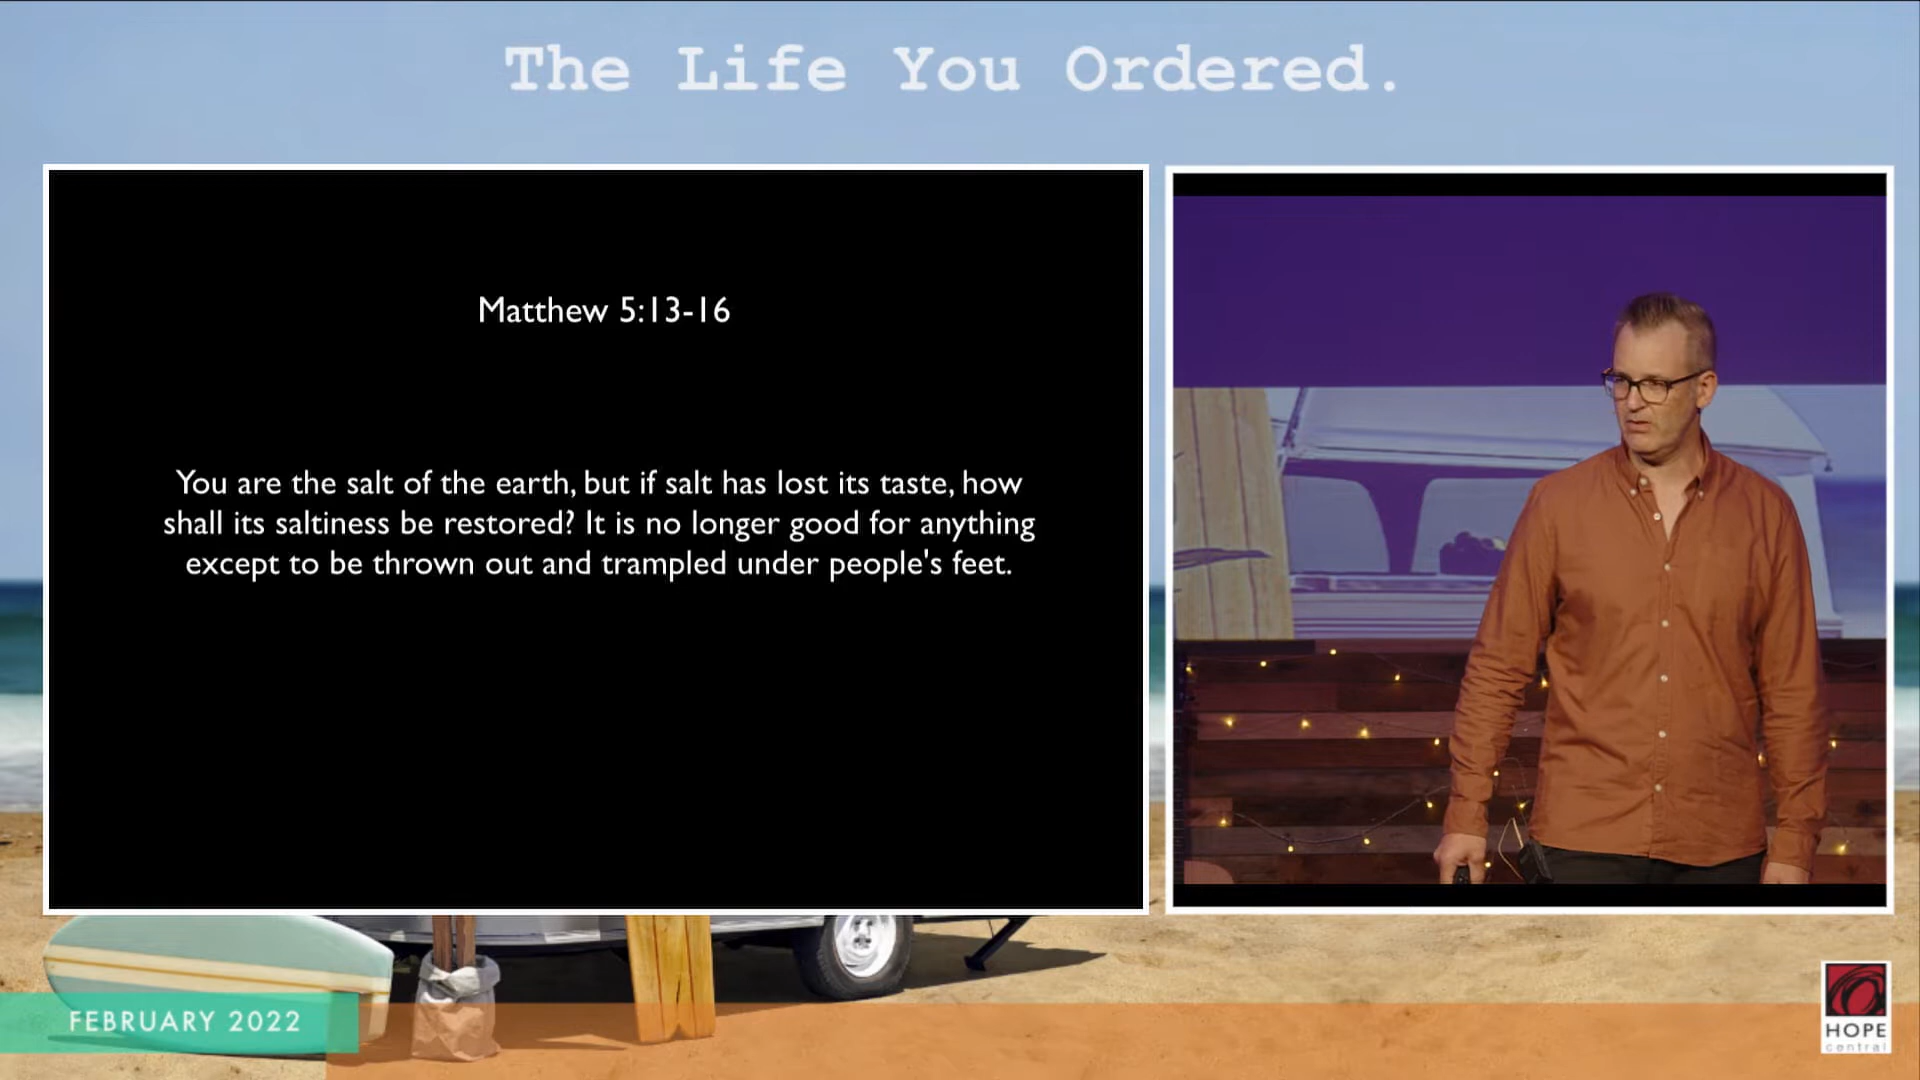 The Life You Ordered.
Matthew 5:13-16
You are the salt of the earth, but if salt has lost its taste, how
shall its saltiness be restored? It is no longer good for anything
except to be thrown out and trampled under people's feet.
FEBRUARY 2022
HOPE
central